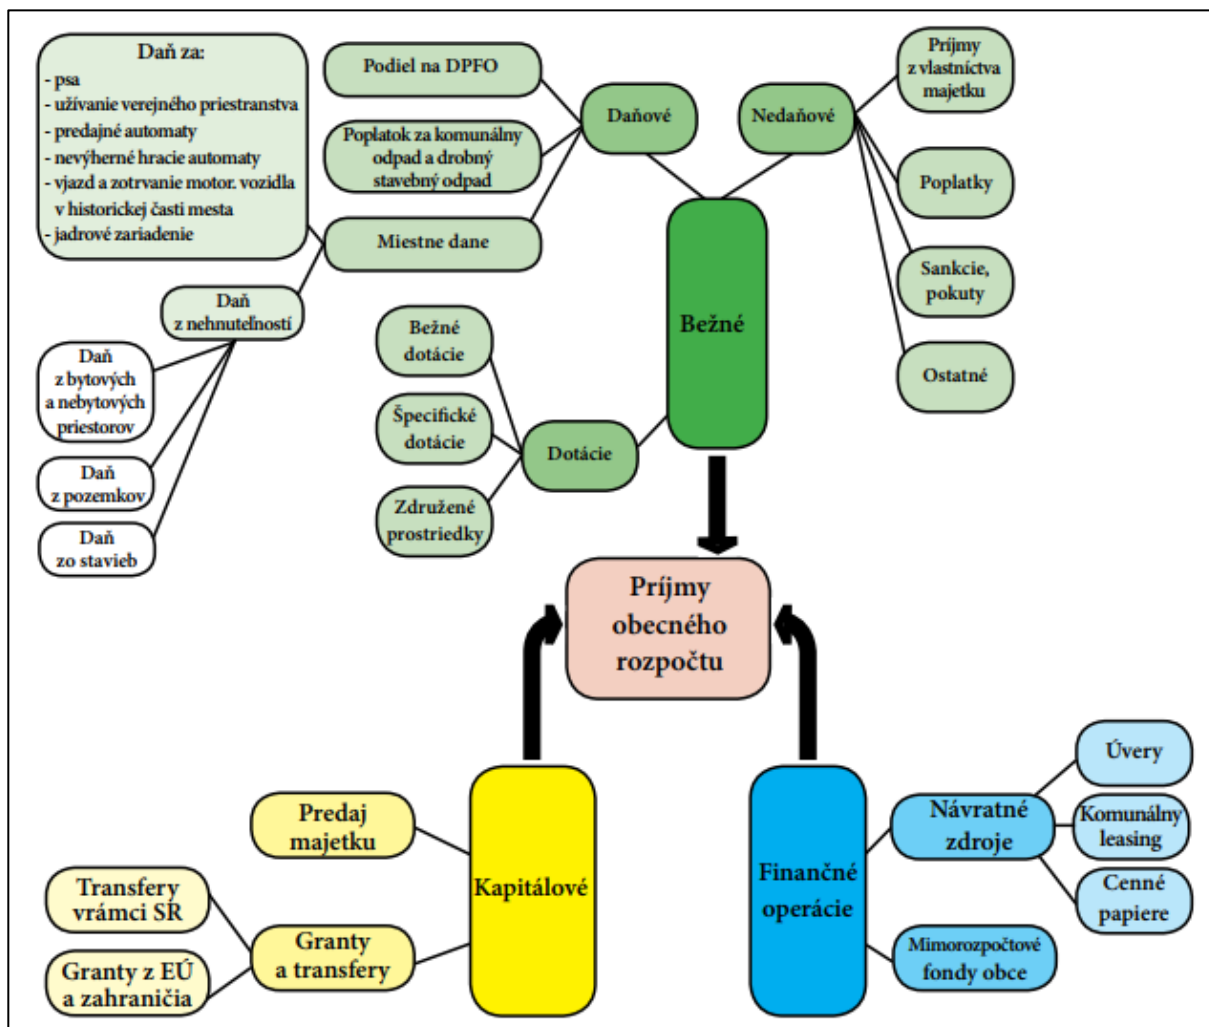 Daň za:
- psa
- užívanie verejného priestranstva
- predajné automaty
- nevýherné hracie automaty
- vjazd a zotrvanie motor. vozidla
v historickej časti mesta
- jadrové zariadenie
Podiel na DPFO
Poplatok za komunálny
odpad a drobný
stavebný odpad
Miestne dane
Daň
z nehnuteľností
Daň
z bytových
a nebytových
priestorov
Daň
z pozemkov
Daň
zo stavieb
Daňové
Nedaňové
Príjmy
z vlastníctva
majetku
Poplatky
Sankcie,
pokuty
Ostatné
Bežné
Bežné
dotácie
Špecifické
dotácie
Združené
prostriedky
Dotácie
Príjmy
obecného
rozpočtu
Predaj
majetku
Transfery
vrámci SR
Granty z EÚ
a zahraničia
Granty
a transfery
Kapitálové
Finančné
operácie
Návratné
zdroje
Úvery
Komunálny
leasing
Cenné
papiere
Mimorozpočtové
fondy obce